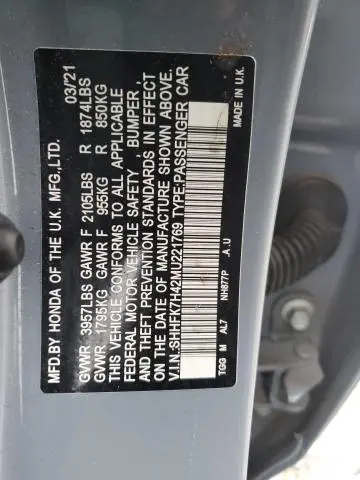 MFD.BY HONDA OF THE U.K. MFG.,LTD. 03/21
GVWR 3957LBS GAWR F 2105LBS R 1874LBS
GVWR 1795KG GAWR F 955KG R 850KG
THIS VEHICLE CONFORMS TO ALL APPLICABLE
FEDERAL MOTOR VEHICLE SAFETY , BUMPER ,
AND THEFT PREVENTION STANDARDS IN EFFECT
ON THE DATE OF MANUFACTURE SHOWN ABOVE.
V.I.N.:SHHFK7H42MU221769 TYPE:PASSENGER CAR
TGG M AL7 NH877P .A.U MADE IN U.K.